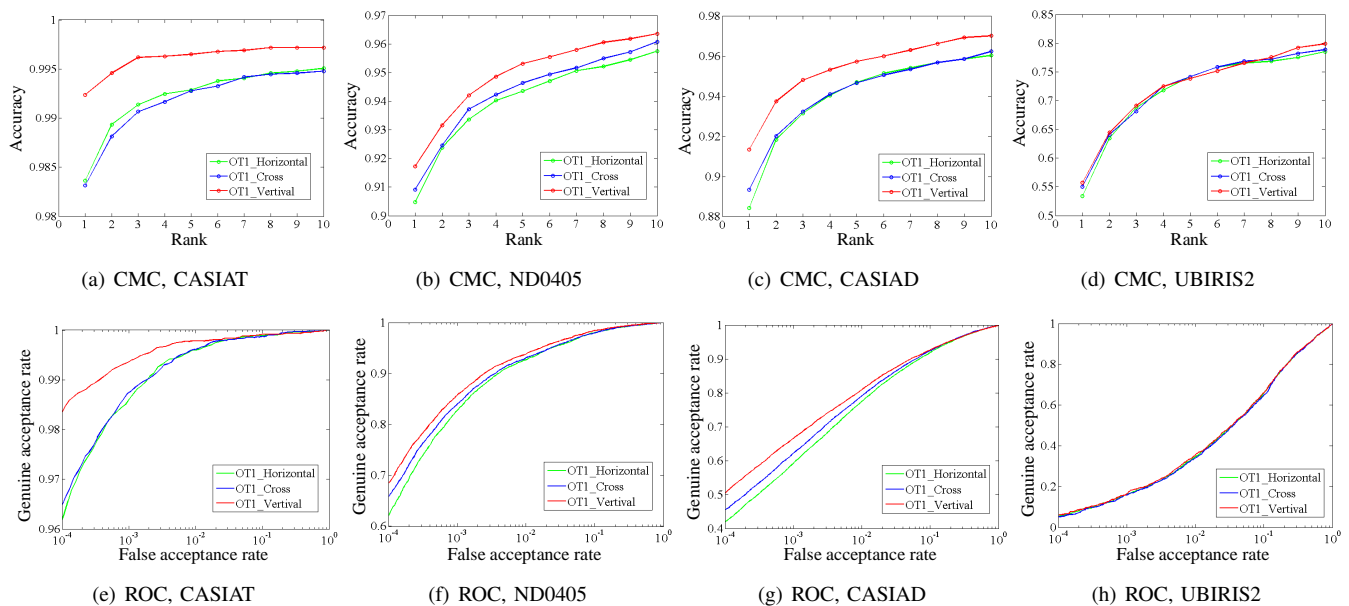 1
0.995
0.99
0.985
0.98
Accuracy
OT1_Horizontal
OT1_Cross
OT1_Vertival
1 2 3 4 5 6 7 8 9 10
Rank
(a) CMC, CASIAT
0.97
0.96
0.95
0.94
0.93
0.92
0.91
0.9
Accuracy
OT1_Horizontal
OT1_Cross
OT1_Vertival
1 2 3 4 5 6 7 8 9 10
Rank
(b) CMC, ND0405
0.98
0.96
0.94
0.92
0.9
0.88
Accuracy
OT1_Horizontal
OT1_Cross
OT1_Vertival
1 2 3 4 5 6 7 8 9 10
Rank
(c) CMC, CASIAD
0.85
0.8
0.75
0.7
0.65
0.6
0.55
0.5
Accuracy
OT1_Horizontal
OT1_Cross
OT1_Vertival
1 2 3 4 5 6 7 8 9 10
Rank
(d) CMC, UBIRIS2
1
0.99
0.98
0.97
0.96
Genuine acceptance rate
OT1_Horizontal
OT1_Cross
OT1_Vertival
10⁻⁴ 10⁻³ 10⁻² 10⁻¹ 10⁰
False acceptance rate
(e) ROC, CASIAT
1
0.9
0.8
0.7
0.6
Genuine acceptance rate
OT1_Horizontal
OT1_Cross
OT1_Vertival
10⁻⁴ 10⁻³ 10⁻² 10⁻¹ 10⁰
False acceptance rate
(f) ROC, ND0405
1
0.9
0.8
0.7
0.6
0.5
0.4
Genuine acceptance rate
OT1_Horizontal
OT1_Cross
OT1_Vertival
10⁻⁴ 10⁻³ 10⁻² 10⁻¹ 10⁰
False acceptance rate
(g) ROC, CASIAD
1
0.8
0.6
0.4
0.2
0
Genuine acceptance rate
OT1_Horizontal
OT1_Cross
OT1_Vertival
10⁻⁴ 10⁻³ 10⁻² 10⁻¹ 10⁰
False acceptance rate
(h) ROC, UBIRIS2